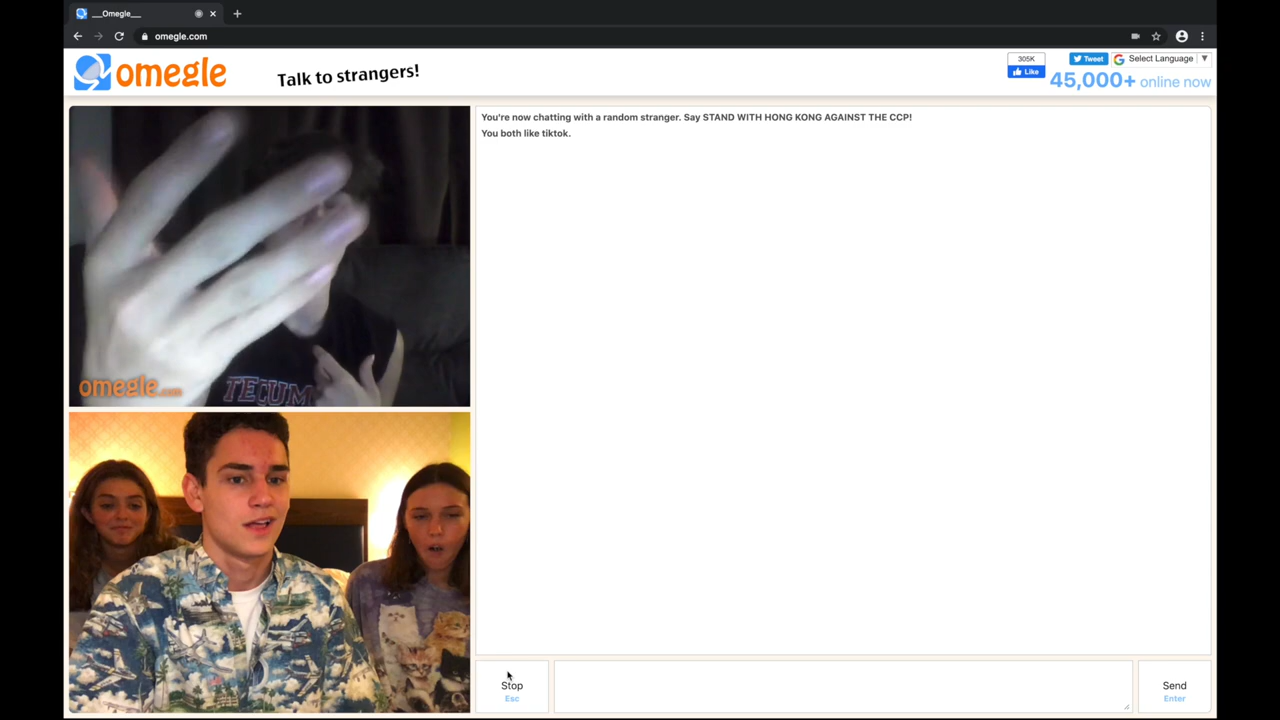 __Omegle__
omegle.com
omegle
Talk to strangers!
305K
Like
Tweet
Select Language
45,000+ online now
You're now chatting with a random stranger. Say STAND WITH HONG KONG AGAINST THE CCP!
You both like tiktok.
omegle.com
TECUM
Stop
Esc
Send
Enter